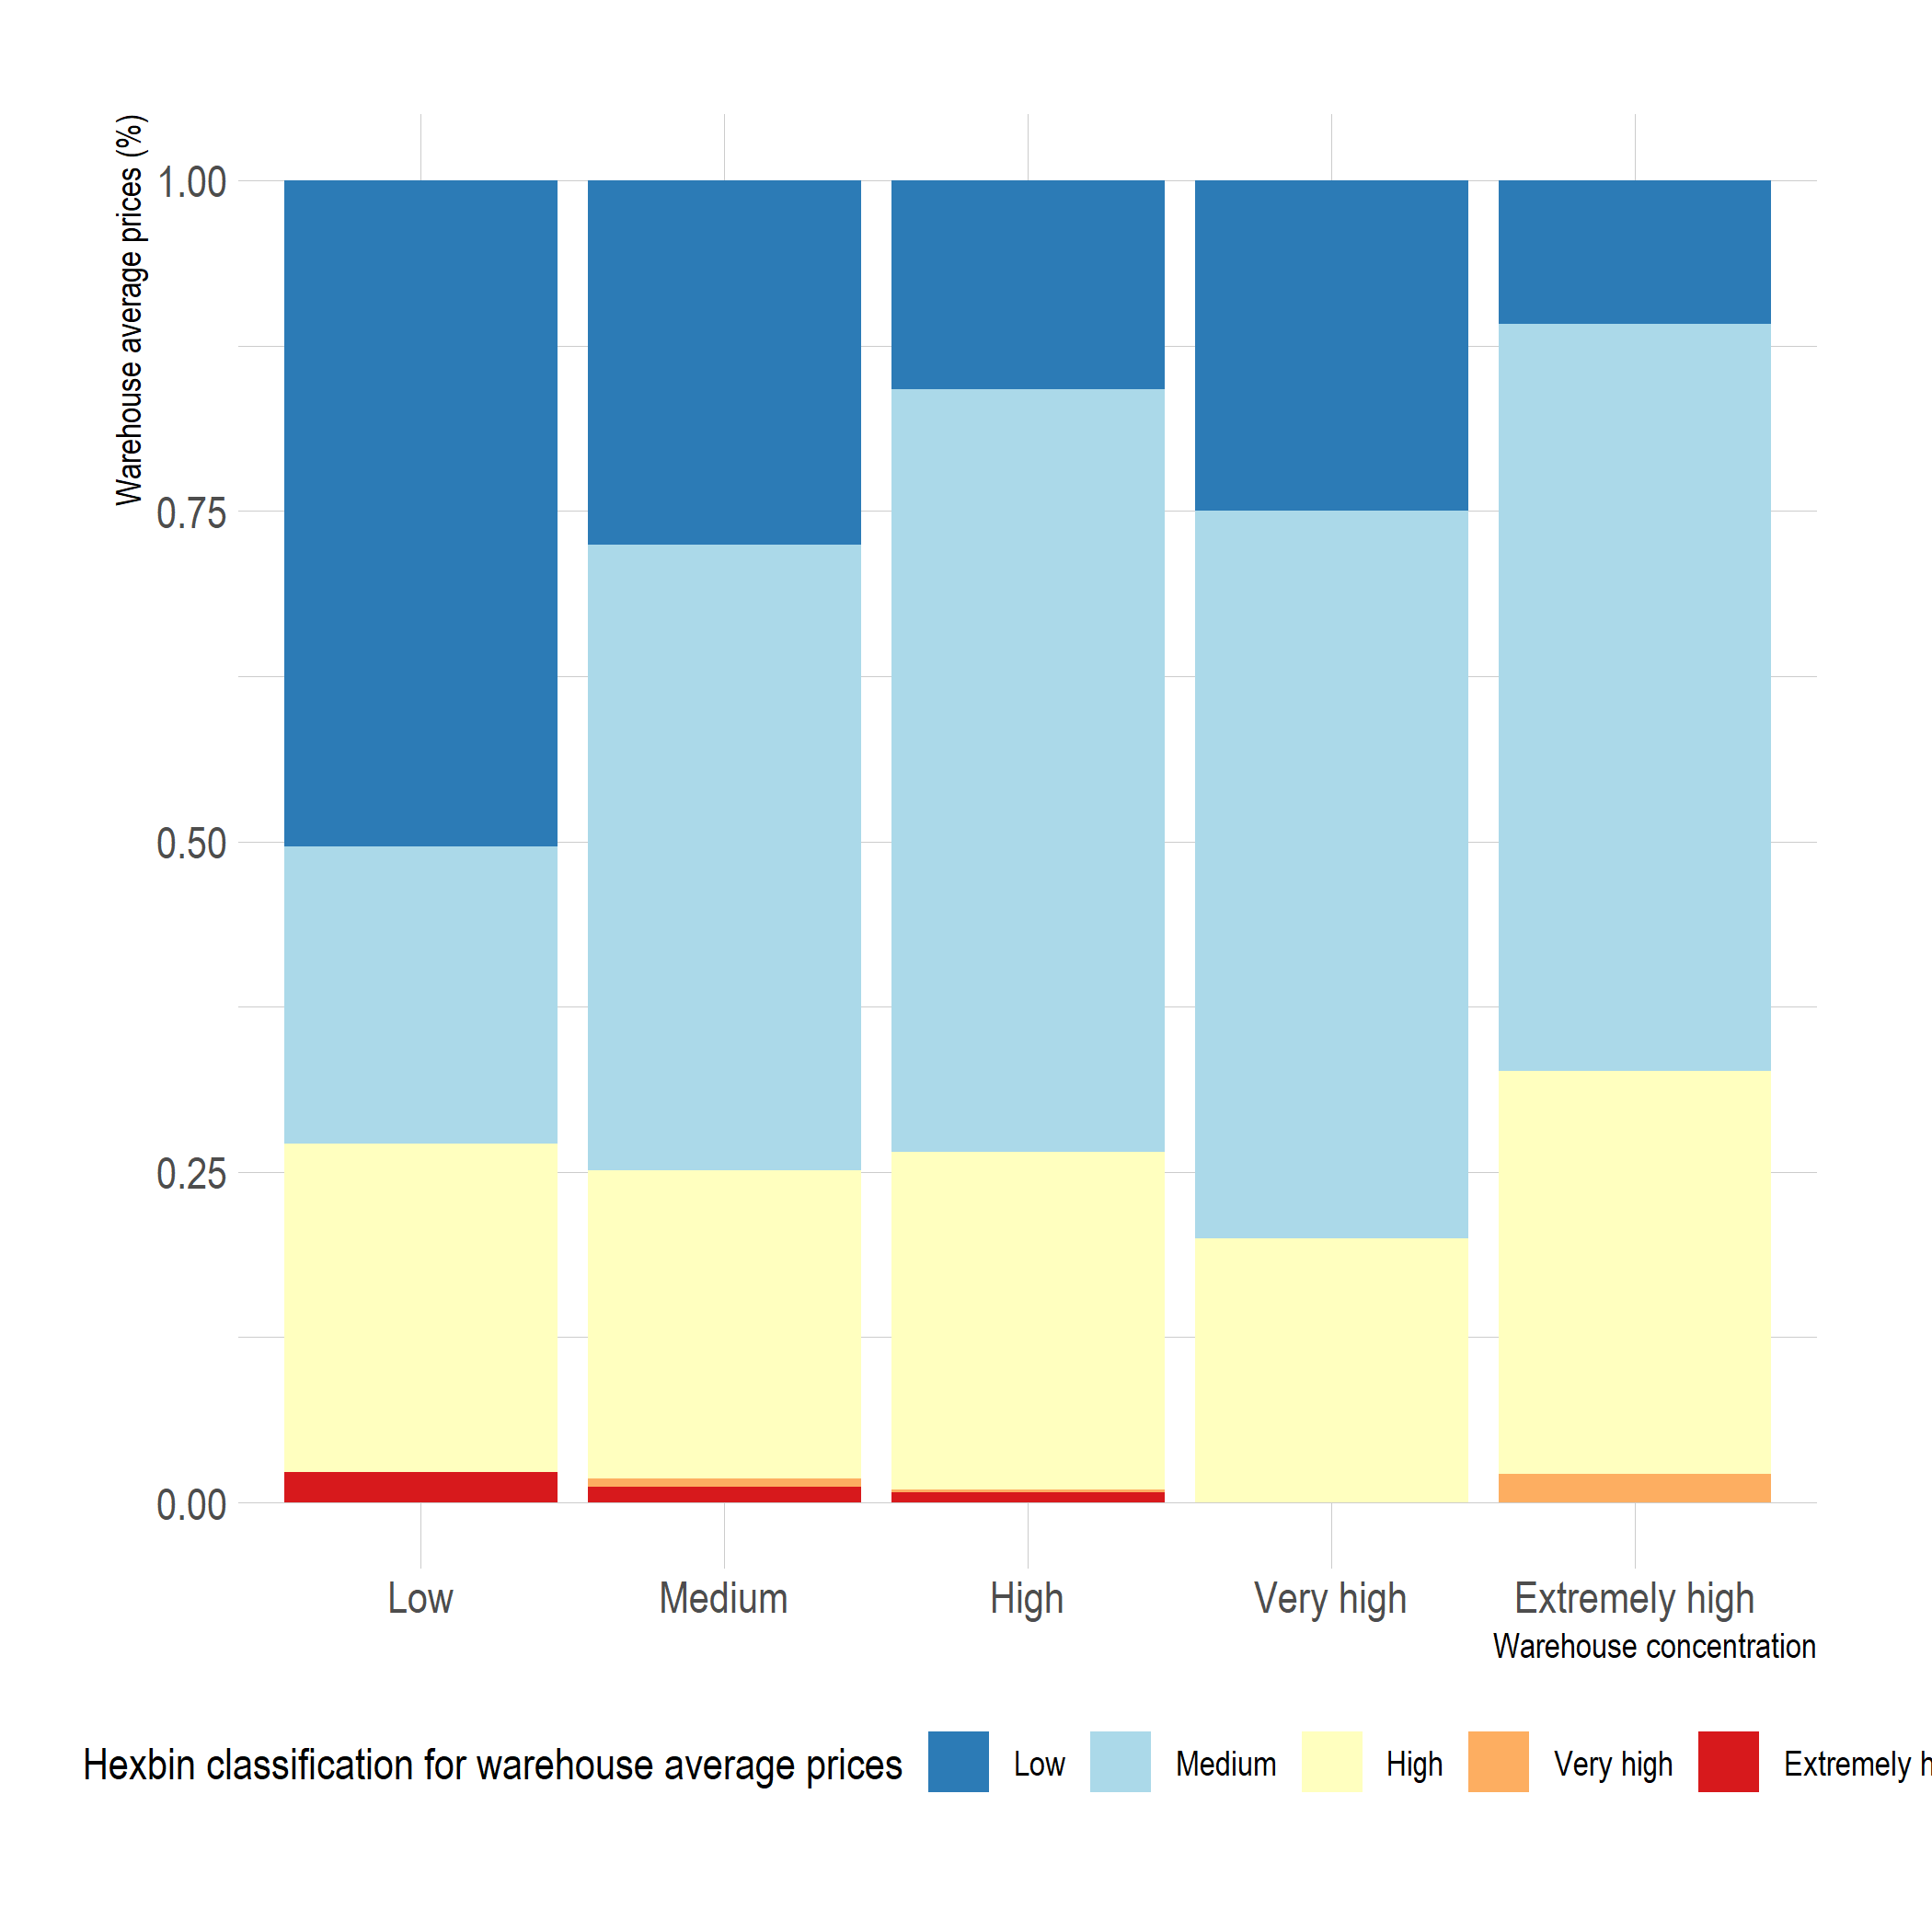 Warehouse average prices (%)
1.00
0.75
0.50
0.25
0.00
Low Medium High Very high Extremely high
Warehouse concentration
Hexbin classification for warehouse average prices Low Medium High Very high Extremely h